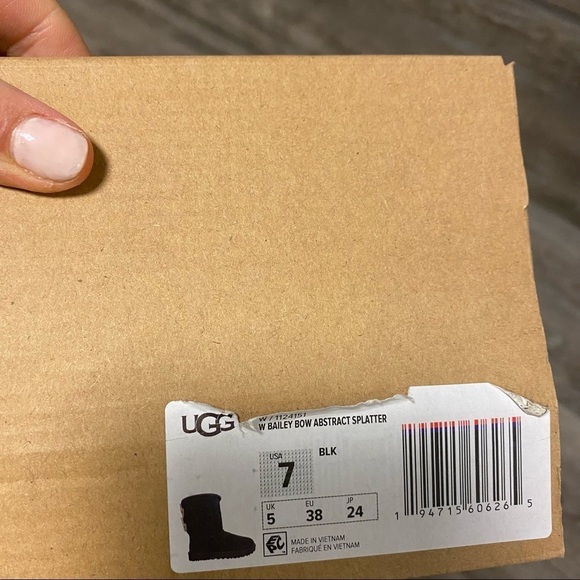 UGG
W / 1124151
W BAILEY BOW ABSTRACT SPLATTER
USA
7
BLK
UK
5
EU
38
JP
24
1 94715 60626 5
MADE IN VIETNAM
FABRIQUÉ EN VIETNAM